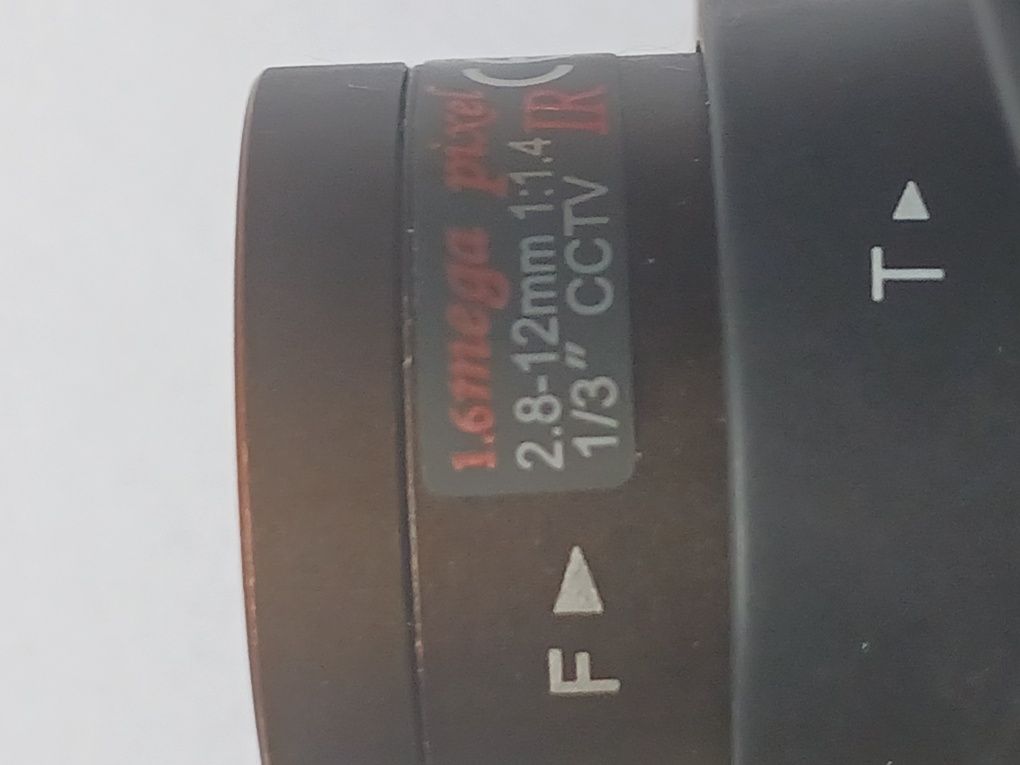 1.6mega pixel
2.8-12mm 1:1.4
1/3" CCTV IR
F
T